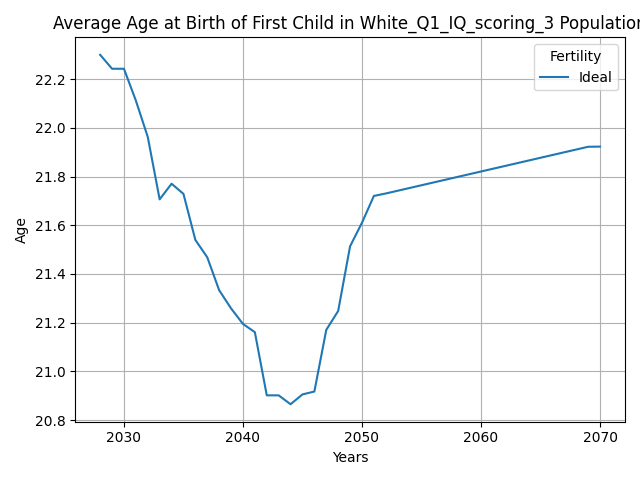 Average Age at Birth of First Child in White_Q1_IQ_scoring_3 Population
Fertility
Ideal
22.2
22.0
21.8
21.6
21.4
21.2
21.0
20.8
Age
2030
2040
2050
2060
2070
Years